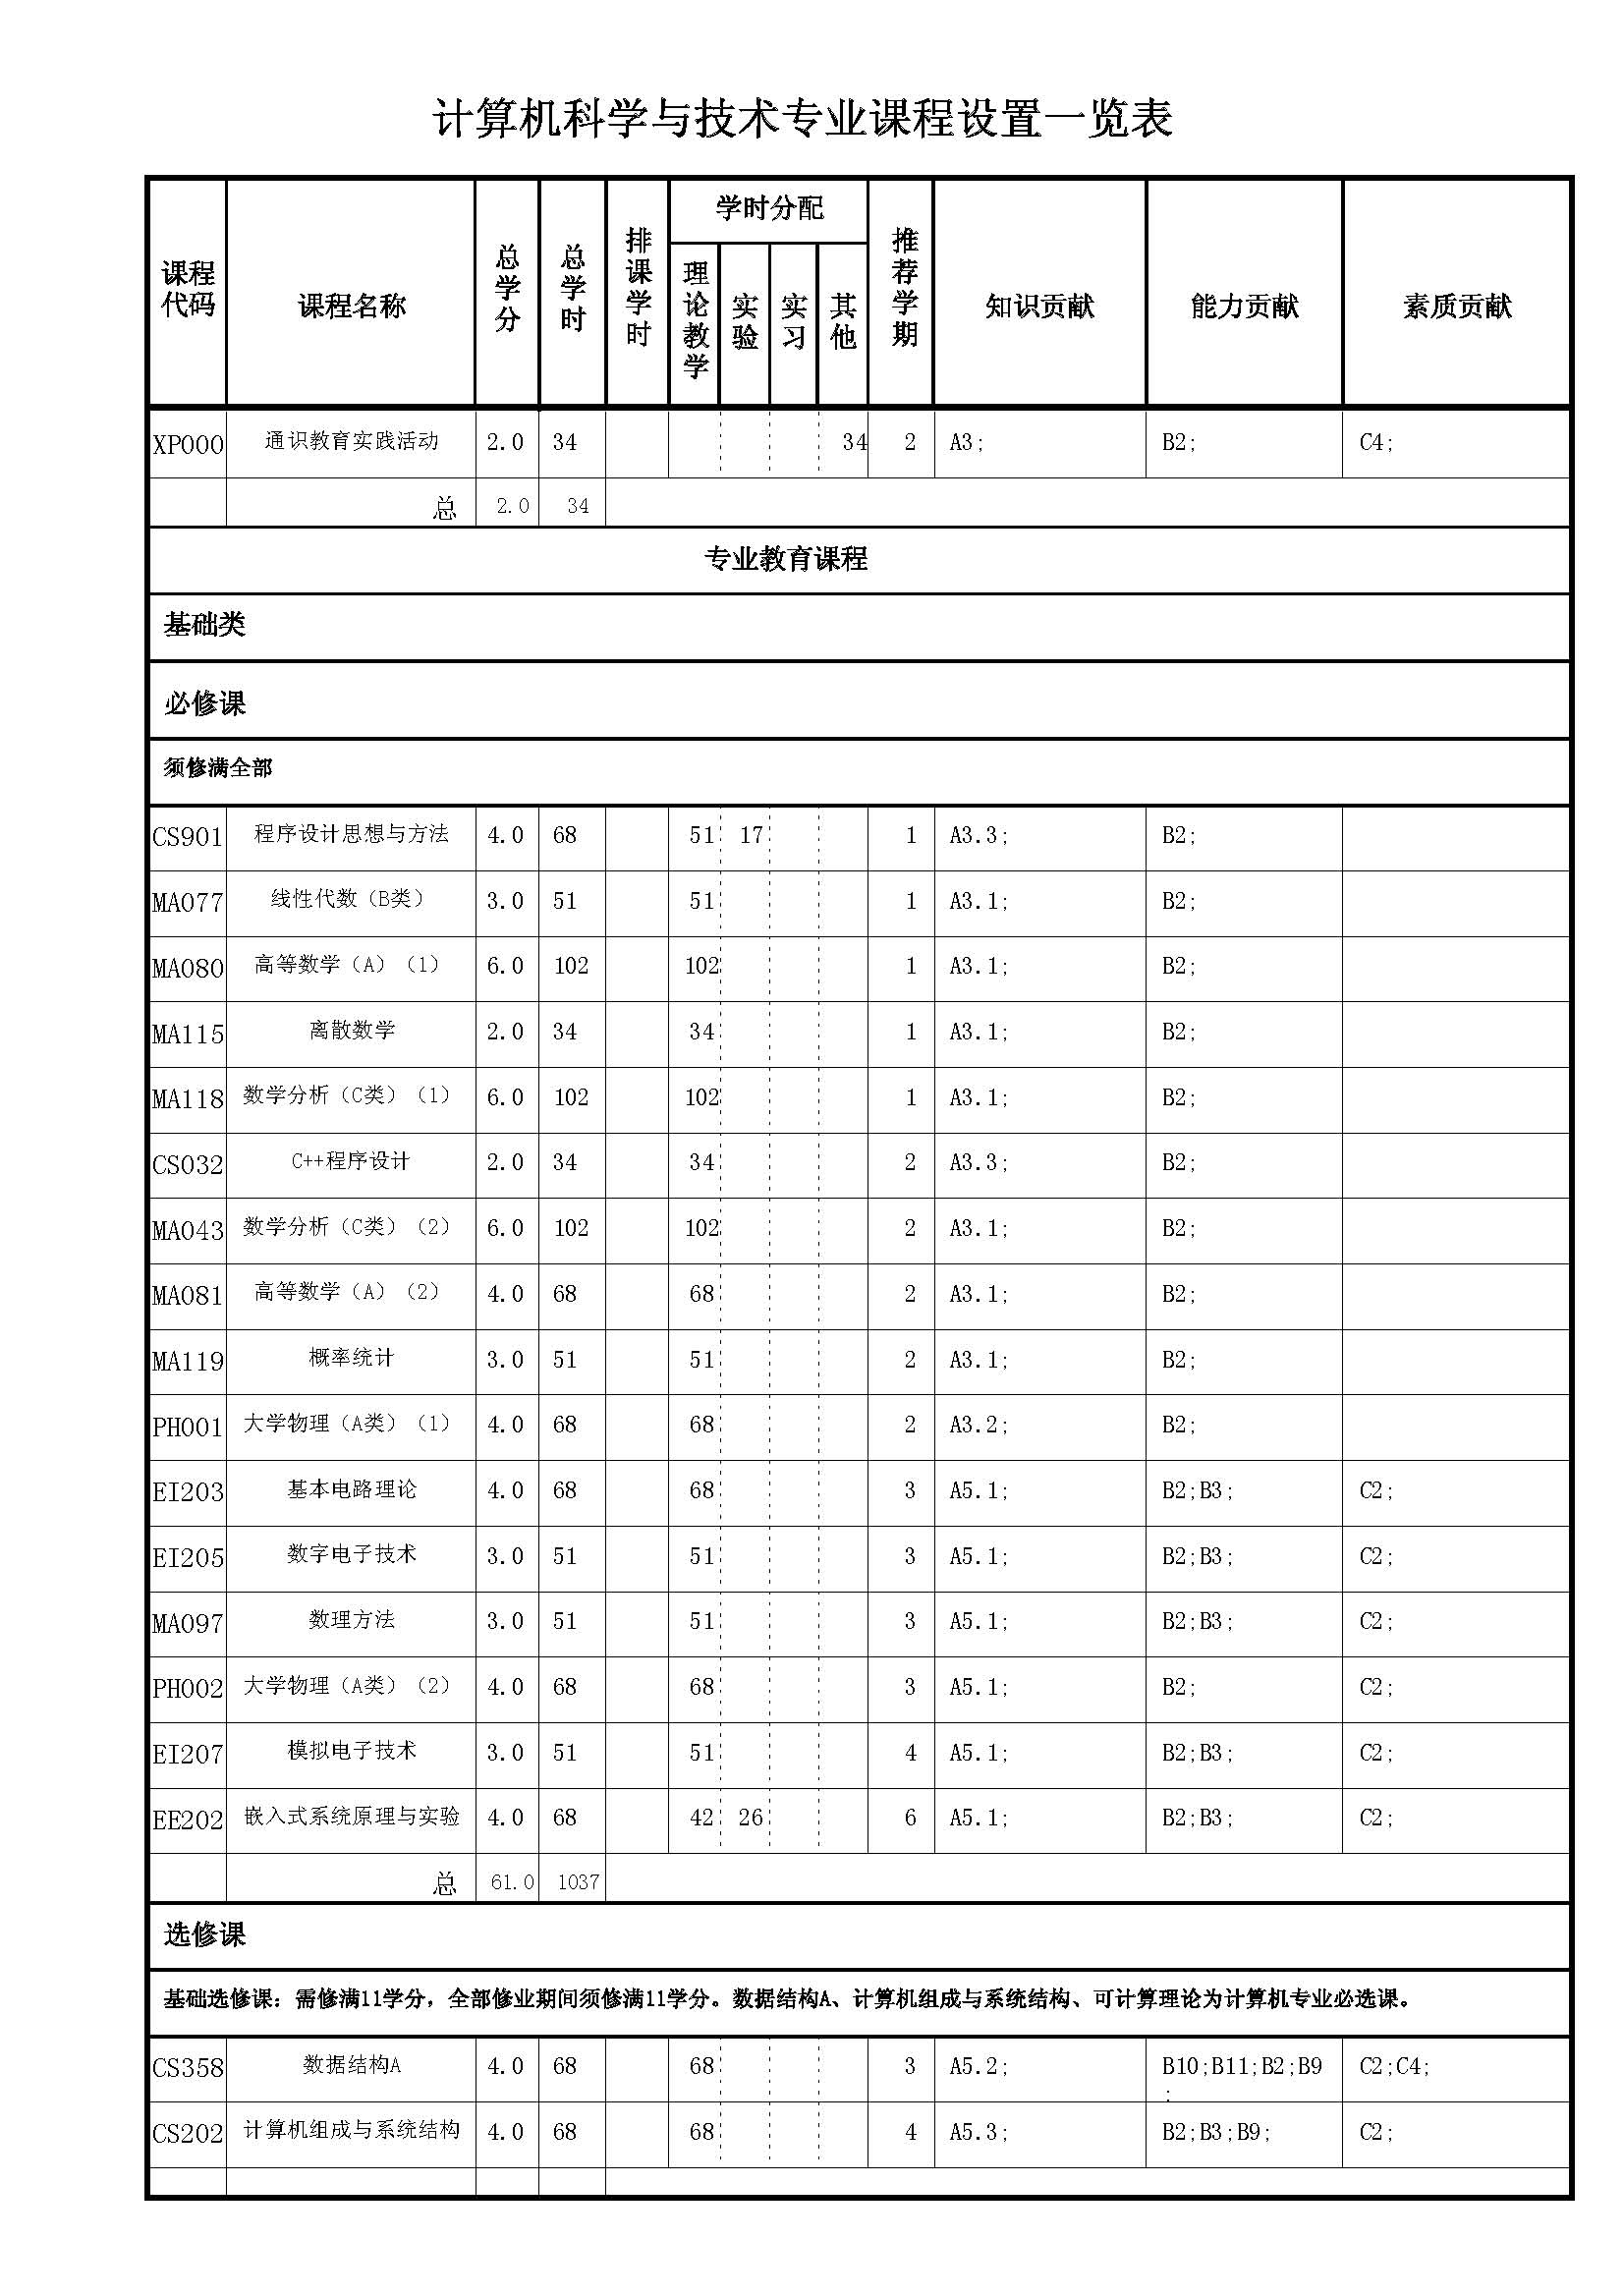 计算机科学与技术专业课程设置一览表
课程代码 课程名称 总学分 总学时 排课学时 学时分配 理论教学 实验 实习 其他 推荐学期 知识贡献 能力贡献 素质贡献
XP000 通识教育实践活动 2.0 34 34 2 A3; B2; C4;
总 2.0 34
专业教育课程
基础类
必修课
须修满全部
CS901 程序设计思想与方法 4.0 68 51 17 1 A3.3; B2;
MA077 线性代数（B类） 3.0 51 51 1 A3.1; B2;
MA080 高等数学（A）（1） 6.0 102 102 1 A3.1; B2;
MA115 离散数学 2.0 34 34 1 A3.1; B2;
MA118 数学分析（C类）（1） 6.0 102 102 1 A3.1; B2;
CS032 C++程序设计 2.0 34 34 2 A3.3; B2;
MA043 数学分析（C类）（2） 6.0 102 102 2 A3.1; B2;
MA081 高等数学（A）（2） 4.0 68 68 2 A3.1; B2;
MA119 概率统计 3.0 51 51 2 A3.1; B2;
PH001 大学物理（A类）（1） 4.0 68 68 2 A3.2; B2;
EI203 基本电路理论 4.0 68 68 3 A5.1; B2;B3; C2;
EI205 数字电子技术 3.0 51 51 3 A5.1; B2;B3; C2;
MA097 数理方法 3.0 51 51 3 A5.1; B2;B3; C2;
PH002 大学物理（A类）（2） 4.0 68 68 3 A5.1; B2; C2;
EI207 模拟电子技术 3.0 51 51 4 A5.1; B2;B3; C2;
EE202 嵌入式系统原理与实验 4.0 68 42 26 6 A5.1; B2;B3; C2;
总 61.0 1037
选修课
基础选修课：需修满11学分，全部修业期间须修满11学分。数据结构A、计算机组成与系统结构、可计算理论为计算机专业必选课。
CS358 数据结构A 4.0 68 68 3 A5.2; B10;B11;B2;B9; C2;C4;
CS202 计算机组成与系统结构 4.0 68 68 4 A5.3; B2;B3;B9; C2;